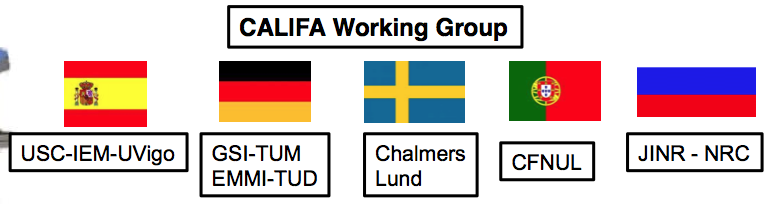 CALIFA Working Group
USC-IEM-UVigo
GSI-TUM
EMMI-TUD
Chalmers
Lund
CFNUL
JINR - NRC